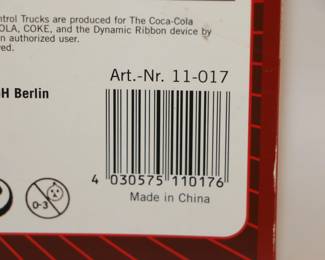 ntrol Trucks are produced for The Coca-Cola
OLA, COKE, and the Dynamic Ribbon device by
n authorized user.
ved.
Art.-Nr. 11-017
H Berlin
4 030575 110176
0-3
Made in China